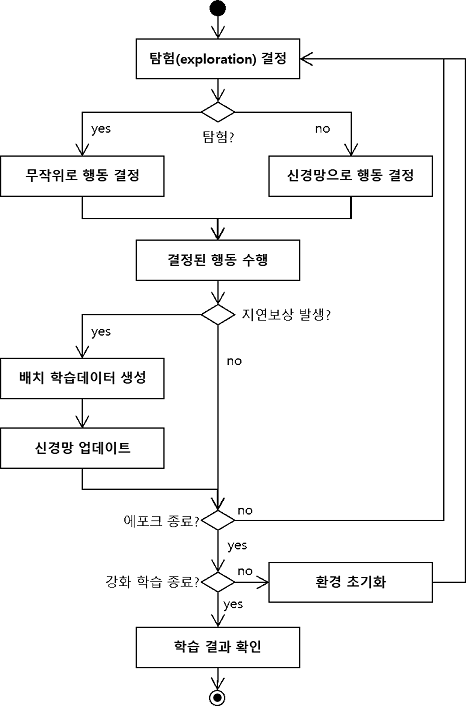 탐험(exploration) 결정
탐험?
yes
no
무작위로 행동 결정
신경망으로 행동 결정
결정된 행동 수행
지연보상 발생?
yes
no
배치 학습데이터 생성
신경망 업데이트
에포크 종료?
no
yes
강화 학습 종료?
no
환경 초기화
yes
학습 결과 확인